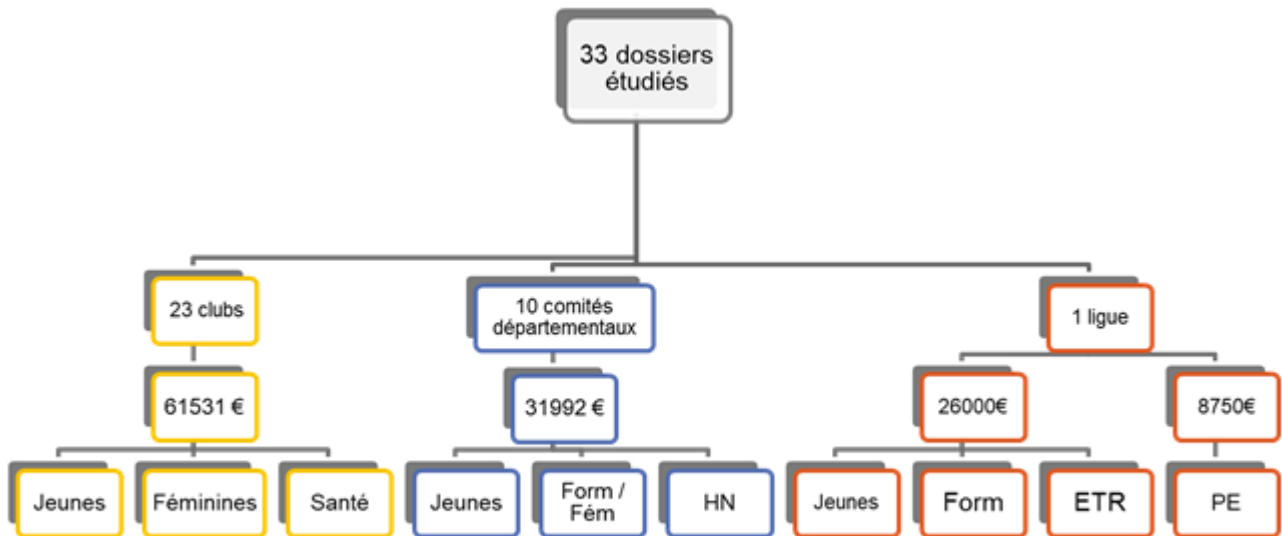 33 dossiers
étudiés
23 clubs
10 comités
départementaux
1 ligue
61531 €
31992 €
26000€
8750€
Jeunes
Féminines
Santé
Jeunes
Form /
Fém
HN
Jeunes
Form
ETR
PE